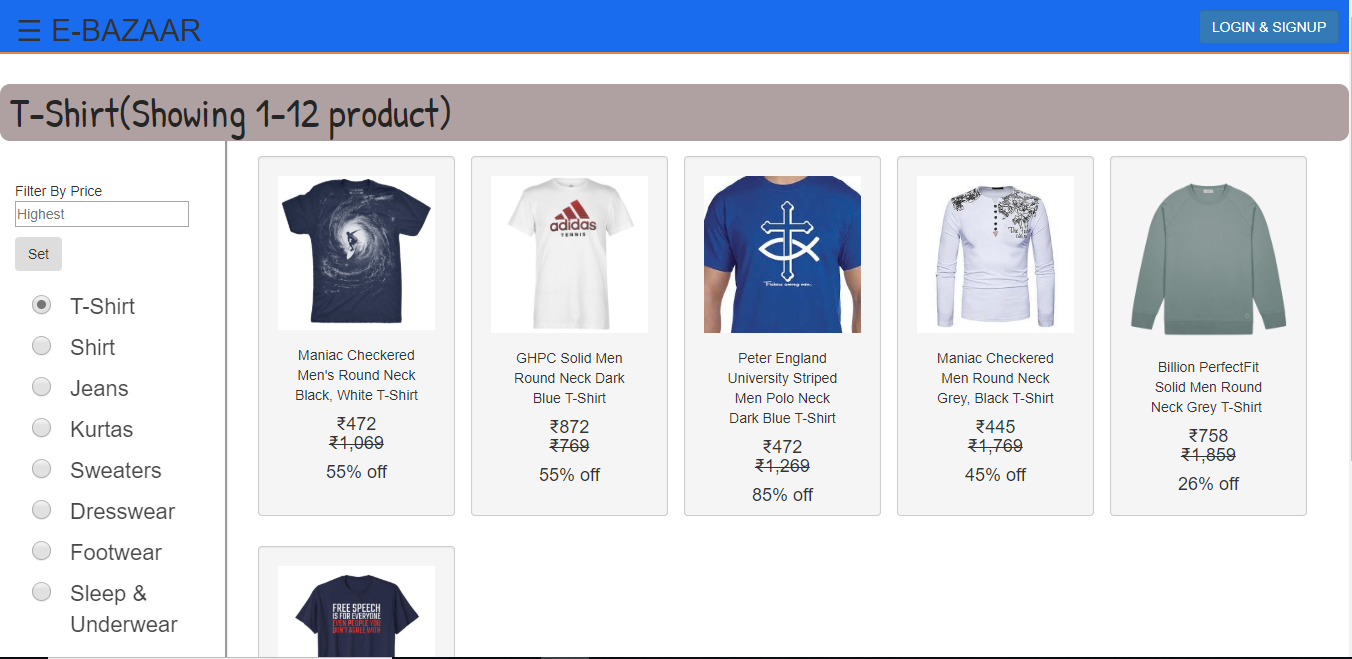 ☰ E-BAZAAR
LOGIN & SIGNUP
T-Shirt(Showing 1-12 product)
Filter By Price
Highest
Set
T-Shirt
Shirt
Jeans
Kurtas
Sweaters
Dresswear
Footwear
Sleep &
Underwear
Maniac Checkered
Men's Round Neck
Black, White T-Shirt
₹472
₹1,069
55% off
adidas
TENNIS
GHPC Solid Men
Round Neck Dark
Blue T-Shirt
₹872
₹769
55% off
Peter England
University Striped
Men Polo Neck
Dark Blue T-Shirt
₹472
₹1,269
85% off
Maniac Checkered
Men Round Neck
Grey, Black T-Shirt
₹445
₹1,769
45% off
Billion PerfectFit
Solid Men Round
Neck Grey T-Shirt
₹758
₹1,859
26% off
FREE SPEECH
IS FOR EVERYONE
EVEN PEOPLE YOU
DON'T AGREE WITH